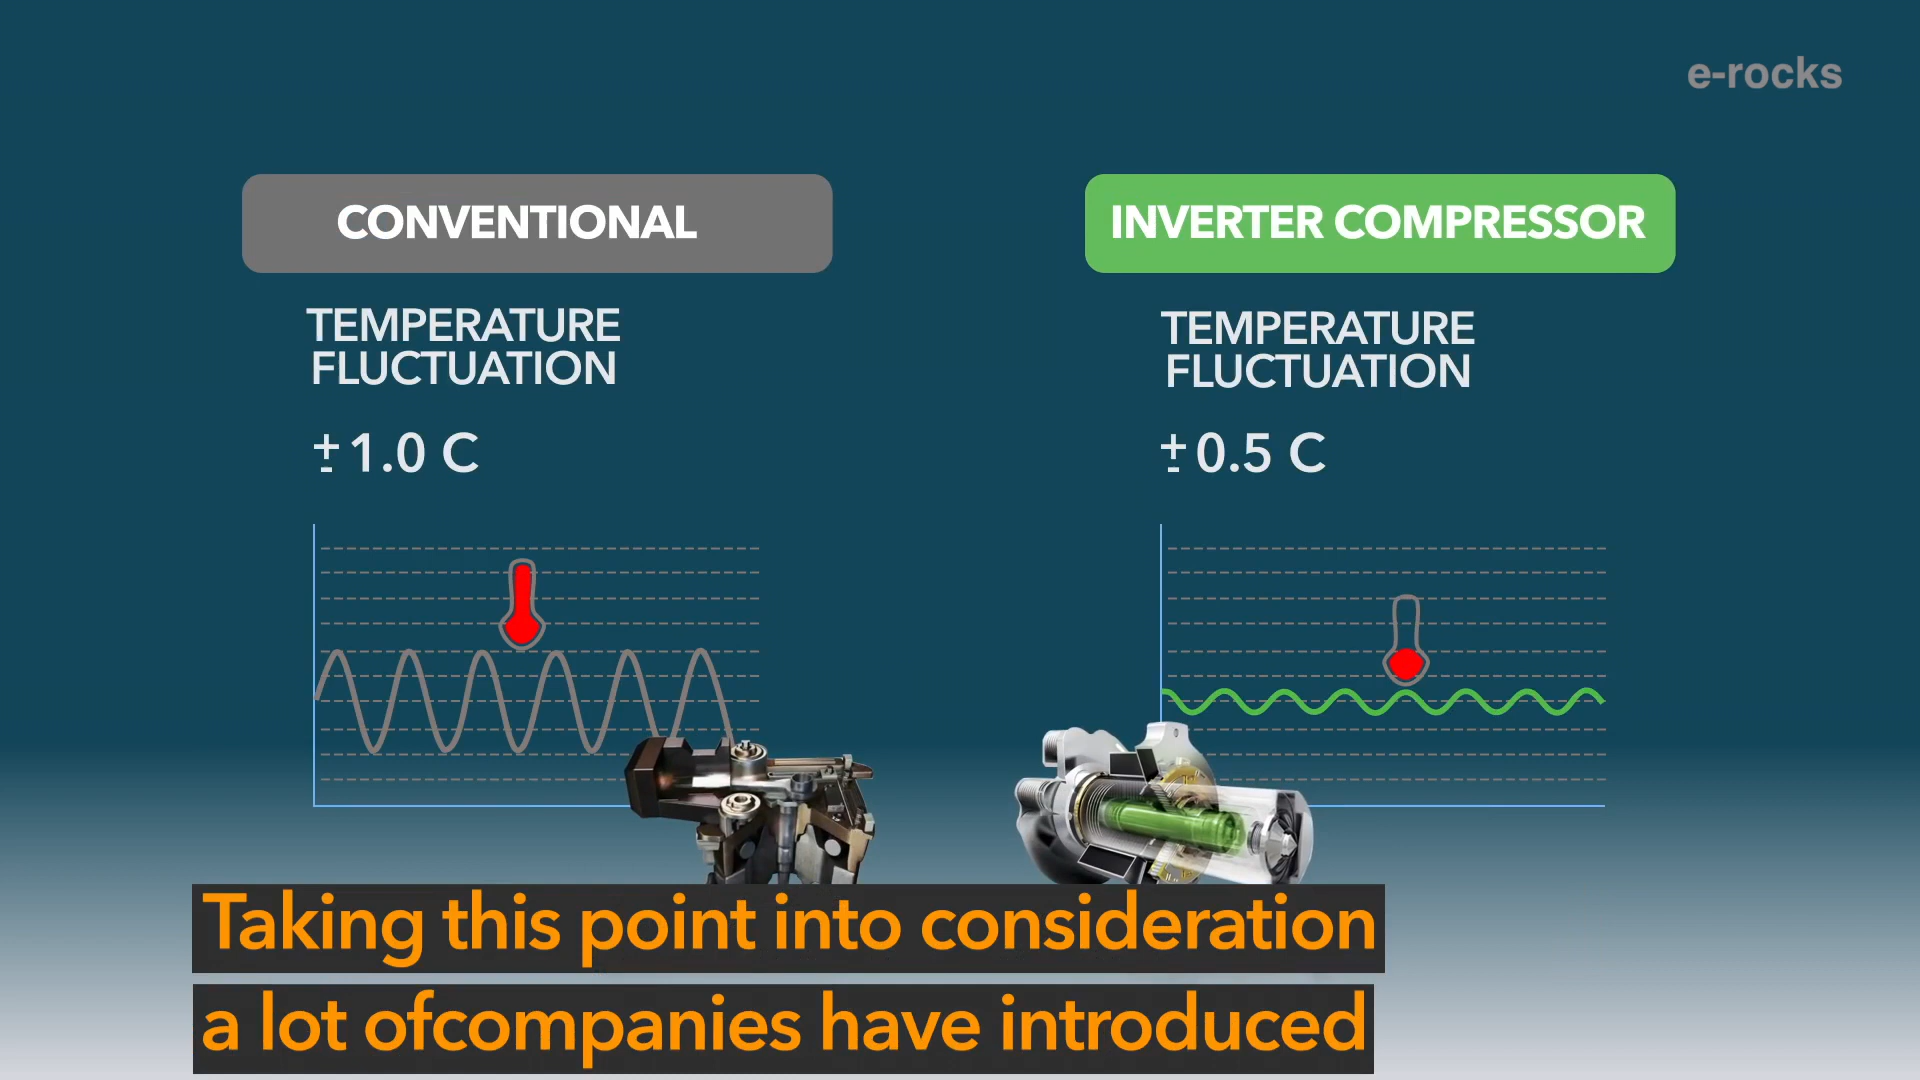 e-rocks
CONVENTIONAL
TEMPERATURE
FLUCTUATION
± 1.0 C
INVERTER COMPRESSOR
TEMPERATURE
FLUCTUATION
± 0.5 C
Taking this point into consideration
a lot ofcompanies have introduced